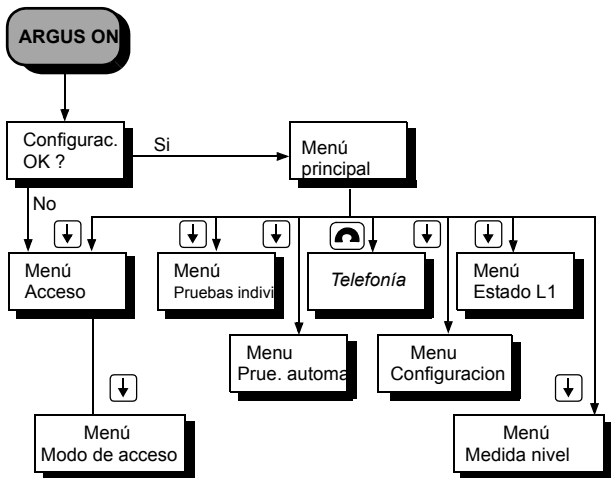 ARGUS ON
Configurac.
OK ?
Si
Menú
principal
No
Menú
Acceso
Menú
Pruebas indivi
Telefonía
Menú
Estado L1
Menu
Prue. automa
Menu
Configuracion
Menú
Modo de acceso
Menú
Medida nivel